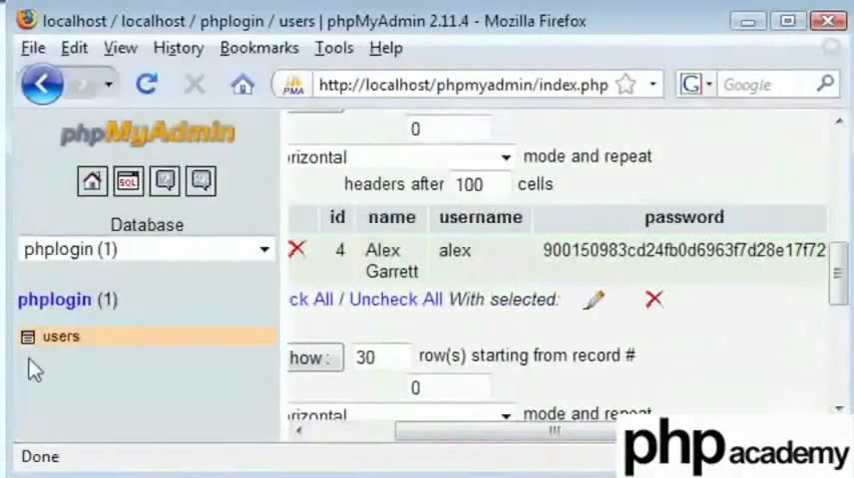 localhost / localhost / phplogin / users | phpMyAdmin 2.11.4 - Mozilla Firefox
File Edit View History Bookmarks Tools Help
PMA http://localhost/phpmyadmin/index.php G Google
phpMyAdmin
SQL
Database
phplogin (1)
phplogin (1)
users
0
orizontal mode and repeat
headers after 100 cells
id name username password
4 Alex Garrett alex 900150983cd24fb0d6963f7d28e17f72
ck All / Uncheck All With selected:
how : 30 row(s) starting from record #
0
orizontal mode and repeat
Done
php academy